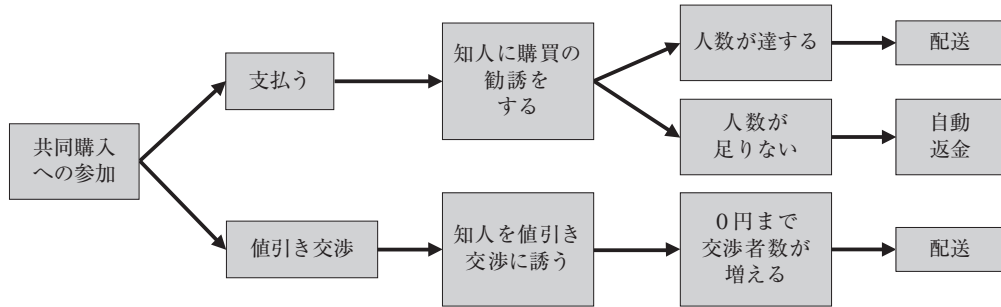 共同購入
への参加
支払う
知人に購買の
勧誘を
する
人数が達する
配送
人数が
足りない
自動
返金
値引き交渉
知人を値引き
交渉に誘う
0円まで
交渉者数が
増える
配送